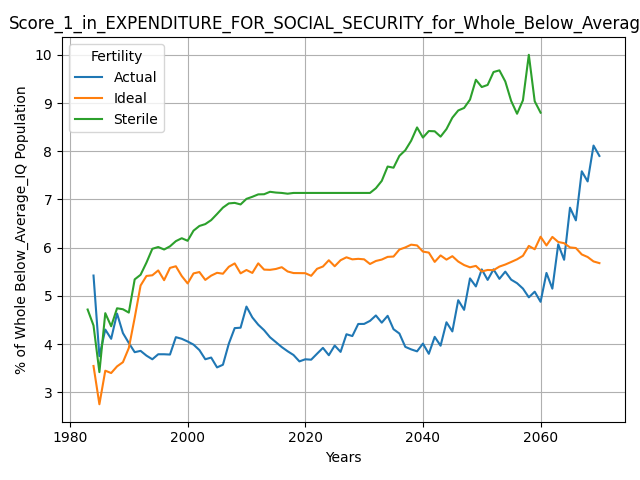 Score_1_in_EXPENDITURE_FOR_SOCIAL_SECURITY_for_Whole_Below_Averag
Fertility
Actual
Ideal
Sterile
% of Whole Below_Average_IQ Population
10
9
8
7
6
5
4
3
1980
2000
2020
2040
2060
Years